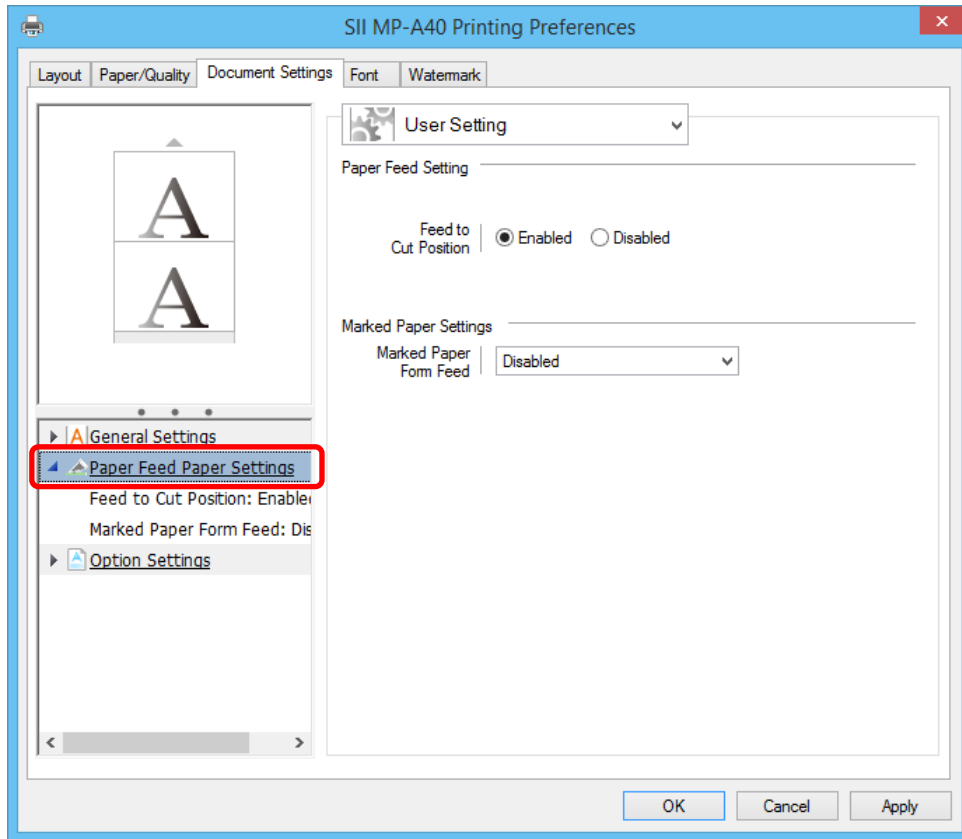 SII MP-A40 Printing Preferences
Layout Paper/Quality Document Settings Font Watermark
A
A
User Setting
Paper Feed Setting
Feed to
Cut Position
Enabled Disabled
Marked Paper Settings
Marked Paper
Form Feed
Disabled
A General Settings
Paper Feed Paper Settings
Feed to Cut Position: Enable
Marked Paper Form Feed: Dis
Option Settings
OK Cancel Apply